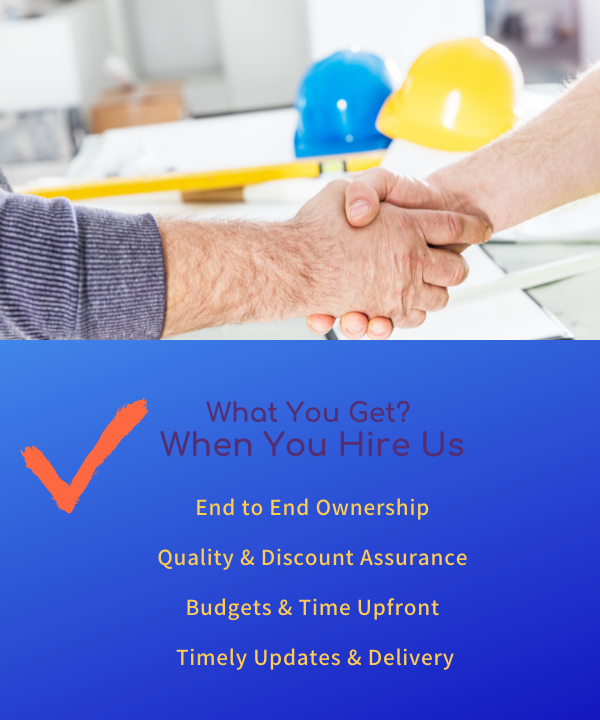 What You Get?
When You Hire Us
End to End Ownership
Quality & Discount Assurance
Budgets & Time Upfront
Timely Updates & Delivery